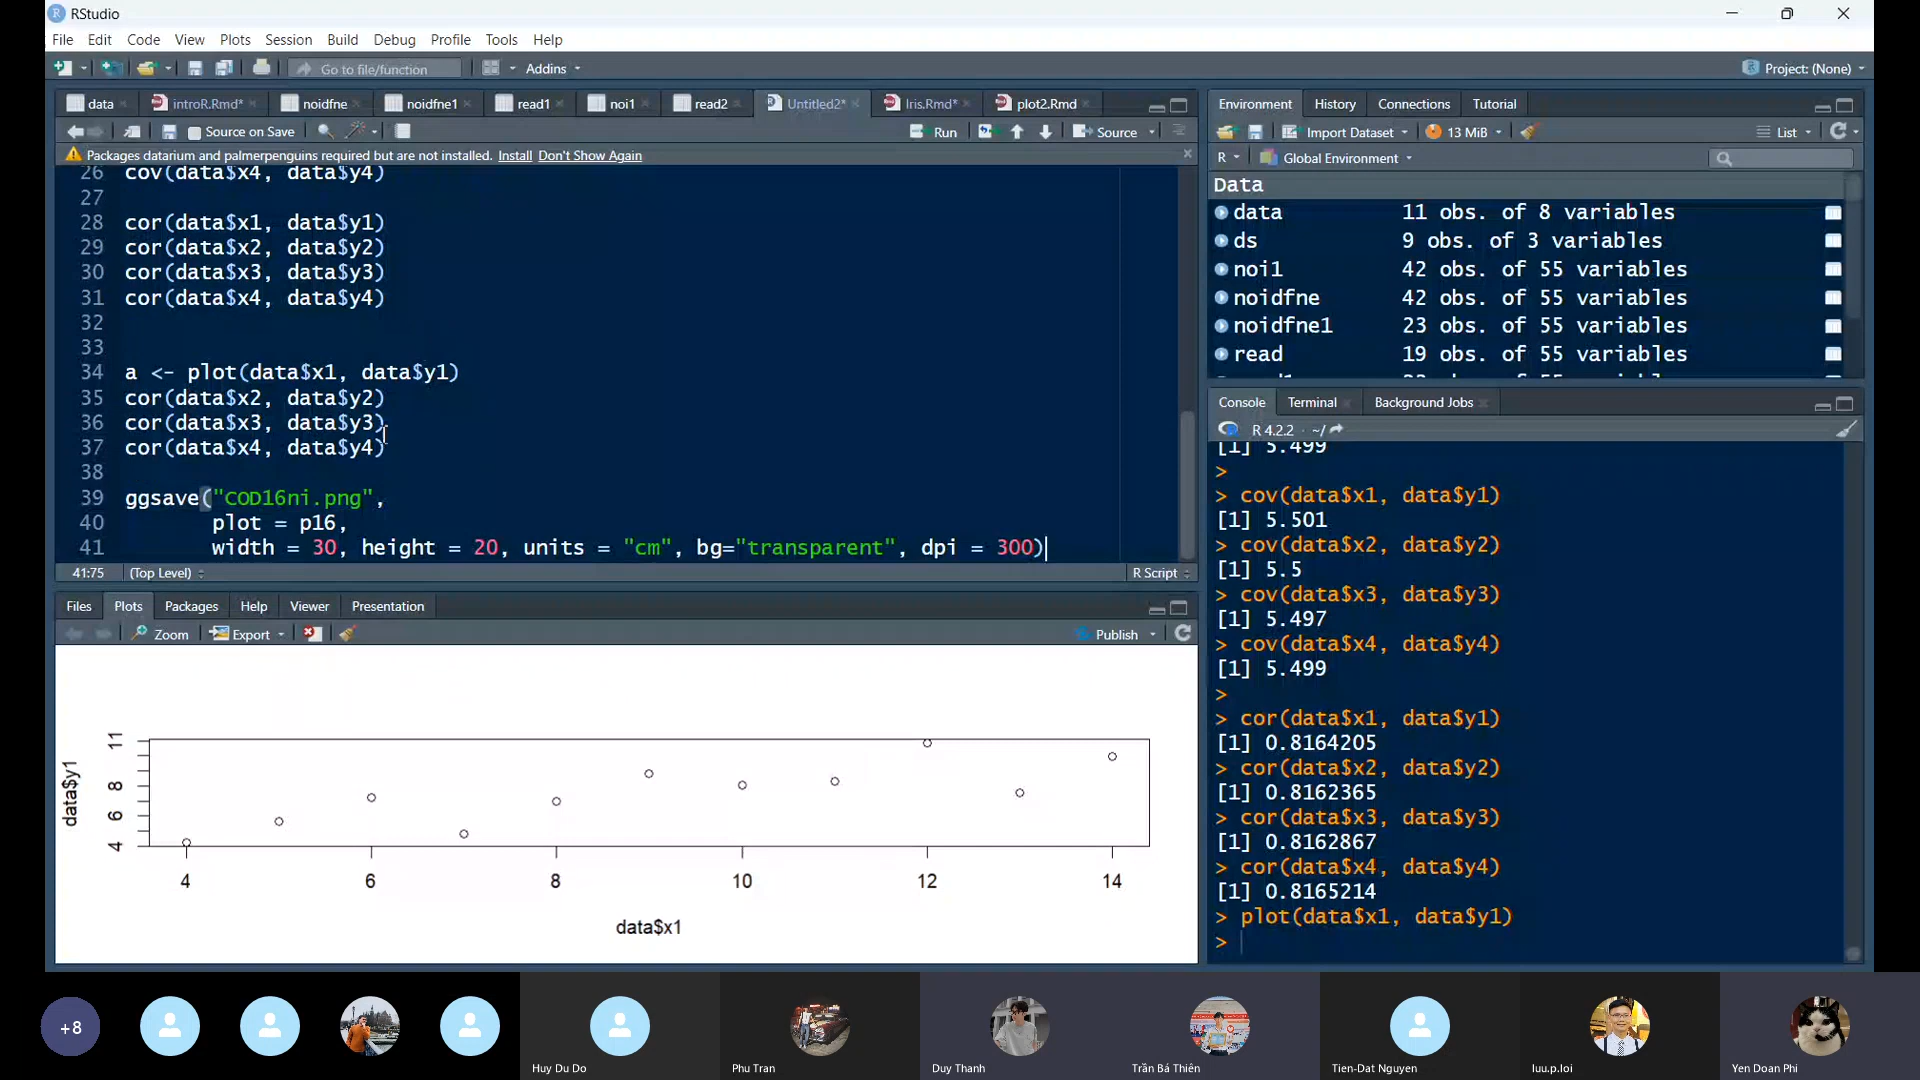 RStudio
File Edit Code View Plots Session Build Debug Profile Tools Help
Go to file/function Addins Project: (None)
data introR.Rmd* noidfne noidfne1 read1 noi1 read2 Untitled2* Iris.Rmd* plot2.Rmd
Source on Save Run Source
Packages datarium and palmerpenguins required but are not installed. Install Don't Show Again
26 cov(data$x4, data$y4)
27
28 cor(data$x1, data$y1)
29 cor(data$x2, data$y2)
30 cor(data$x3, data$y3)
31 cor(data$x4, data$y4)
32
33
34 a <- plot(data$x1, data$y1)
35 cor(data$x2, data$y2)
36 cor(data$x3, data$y3)
37 cor(data$x4, data$y4)
38
39 ggsave("COD16ni.png",
40 plot = p16,
41 width = 30, height = 20, units = "cm", bg="transparent", dpi = 300)
41:75 (Top Level) R Script
Files Plots Packages Help Viewer Presentation
Zoom Export Publish
data$y1
11
8
6
4
4 6 8 10 12 14
data$x1
Environment History Connections Tutorial
Import Dataset 13 MiB List
R Global Environment
Data
data 11 obs. of 8 variables
ds 9 obs. of 3 variables
noi1 42 obs. of 55 variables
noidfne 42 obs. of 55 variables
noidfne1 23 obs. of 55 variables
read 19 obs. of 55 variables
Console Terminal Background Jobs
R 4.2.2 · ~/
[1] 5.499
>
> cov(data$x1, data$y1)
[1] 5.501
> cov(data$x2, data$y2)
[1] 5.5
> cov(data$x3, data$y3)
[1] 5.497
> cov(data$x4, data$y4)
[1] 5.499
>
> cor(data$x1, data$y1)
[1] 0.8164205
> cor(data$x2, data$y2)
[1] 0.8162365
> cor(data$x3, data$y3)
[1] 0.8162867
> cor(data$x4, data$y4)
[1] 0.8165214
> plot(data$x1, data$y1)
>
+8
Huy Du Do Phu Tran Duy Thanh Trần Bá Thiên Tien-Dat Nguyen luu.p.loi Yen Doan Phi